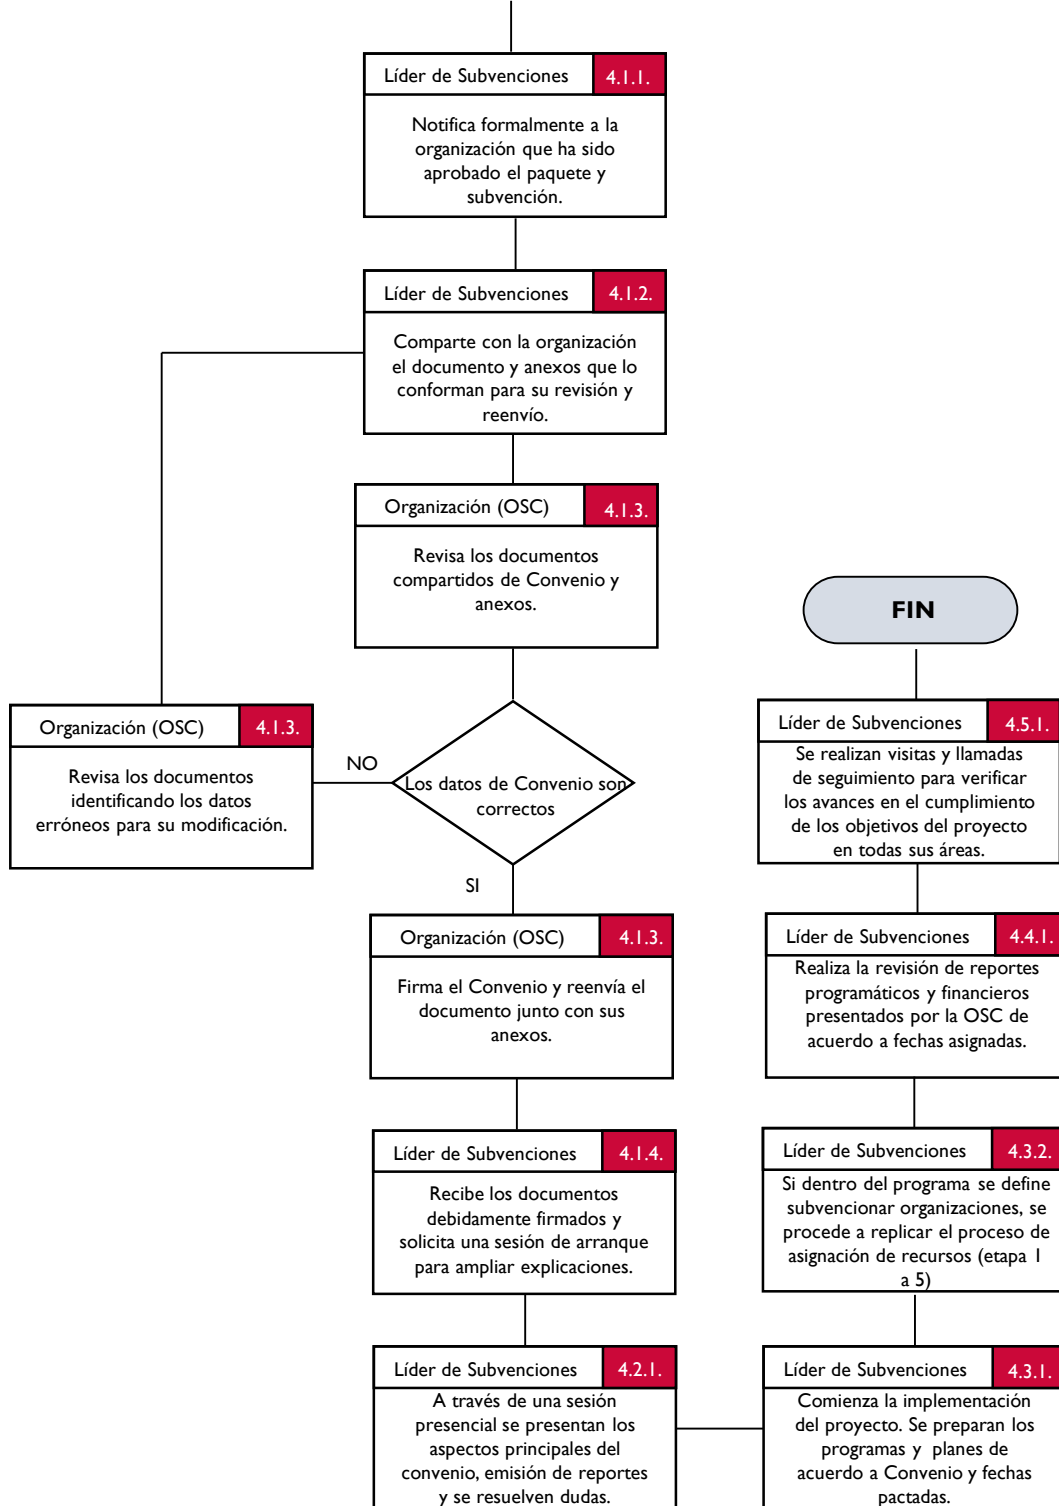 Líder de Subvenciones 4.1.1.
Notifica formalmente a la
organización que ha sido
aprobado el paquete y
subvención.
Líder de Subvenciones 4.1.2.
Comparte con la organización
el documento y anexos que lo
conforman para su revisión y
reenvío.
Organización (OSC) 4.1.3.
Revisa los documentos
compartidos de Convenio y
anexos.
Organización (OSC) 4.1.3.
Revisa los documentos
identificando los datos
erróneos para su modificación.
NO
Los datos de Convenio son
correctos
SI
Organización (OSC) 4.1.3.
Firma el Convenio y reenvía el
documento junto con sus
anexos.
Líder de Subvenciones 4.1.4.
Recibe los documentos
debidamente firmados y
solicita una sesión de arranque
para ampliar explicaciones.
Líder de Subvenciones 4.2.1.
A través de una sesión
presencial se presentan los
aspectos principales del
convenio, emisión de reportes
y se resuelven dudas.
Líder de Subvenciones 4.3.1.
Comienza la implementación
del proyecto. Se preparan los
programas y planes de
acuerdo a Convenio y fechas
pactadas.
Líder de Subvenciones 4.3.2.
Si dentro del programa se define
subvencionar organizaciones, se
procede a replicar el proceso de
asignación de recursos (etapa 1
a 5)
Líder de Subvenciones 4.4.1.
Realiza la revisión de reportes
programáticos y financieros
presentados por la OSC de
acuerdo a fechas asignadas.
Líder de Subvenciones 4.5.1.
Se realizan visitas y llamadas
de seguimiento para verificar
los avances en el cumplimiento
de los objetivos del proyecto
en todas sus áreas.
FIN